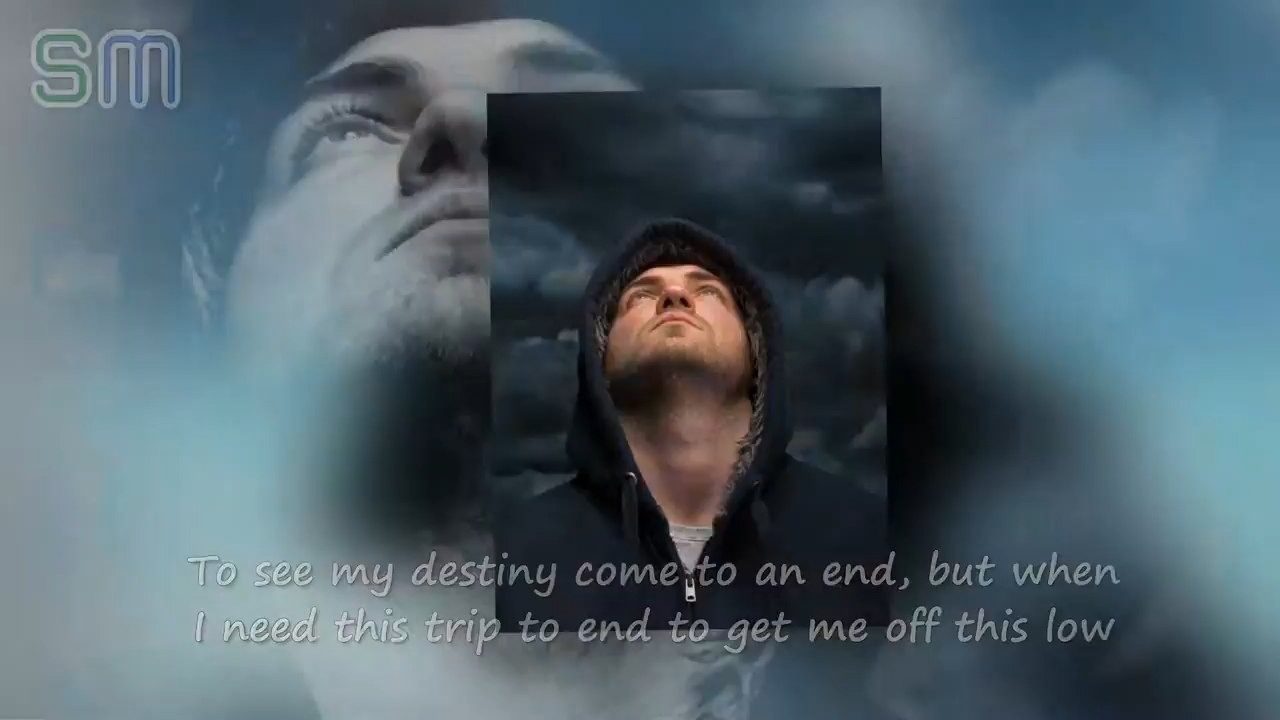 SM
To see my destiny come to an end, but when
I need this trip to end to get me off this low